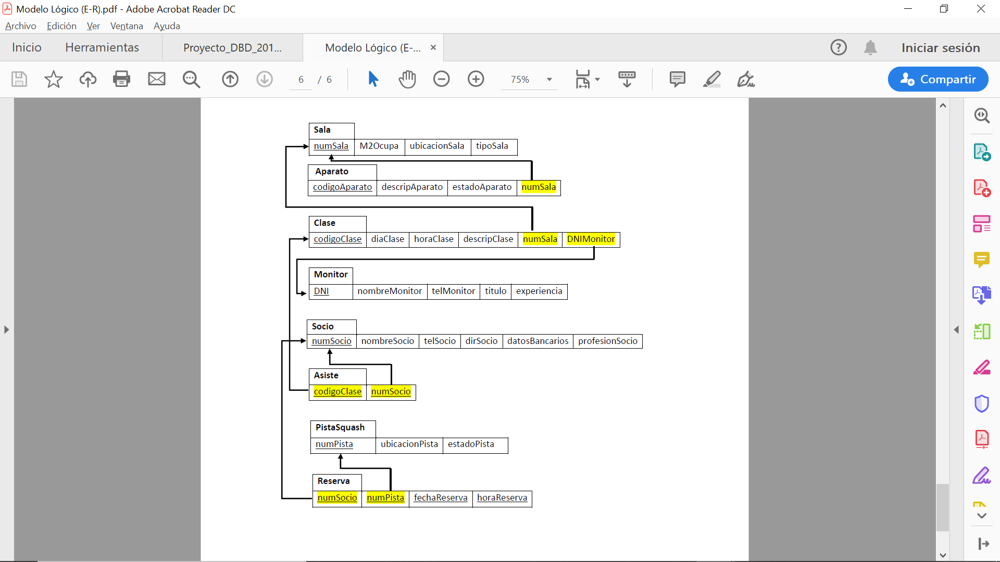 Modelo Lógico (E-R).pdf - Adobe Acrobat Reader DC
Archivo Edición Ver Ventana Ayuda
Inicio Herramientas Proyecto_DBD_201... Modelo Lógico (E-... × Iniciar sesión
6 / 6 75% Compartir
Sala
numSala M2Ocupa ubicacionSala tipoSala
Aparato
codigoAparato descripAparato estadoAparato numSala
Clase
codigoClase diaClase horaClase descripClase numSala DNIMonitor
Monitor
DNI nombreMonitor telMonitor titulo experiencia
Socio
numSocio nombreSocio telSocio dirSocio datosBancarios profesionSocio
Asiste
codigoClase numSocio
PistaSquash
numPista ubicacionPista estadoPista
Reserva
numSocio numPista fechaReserva horaReserva